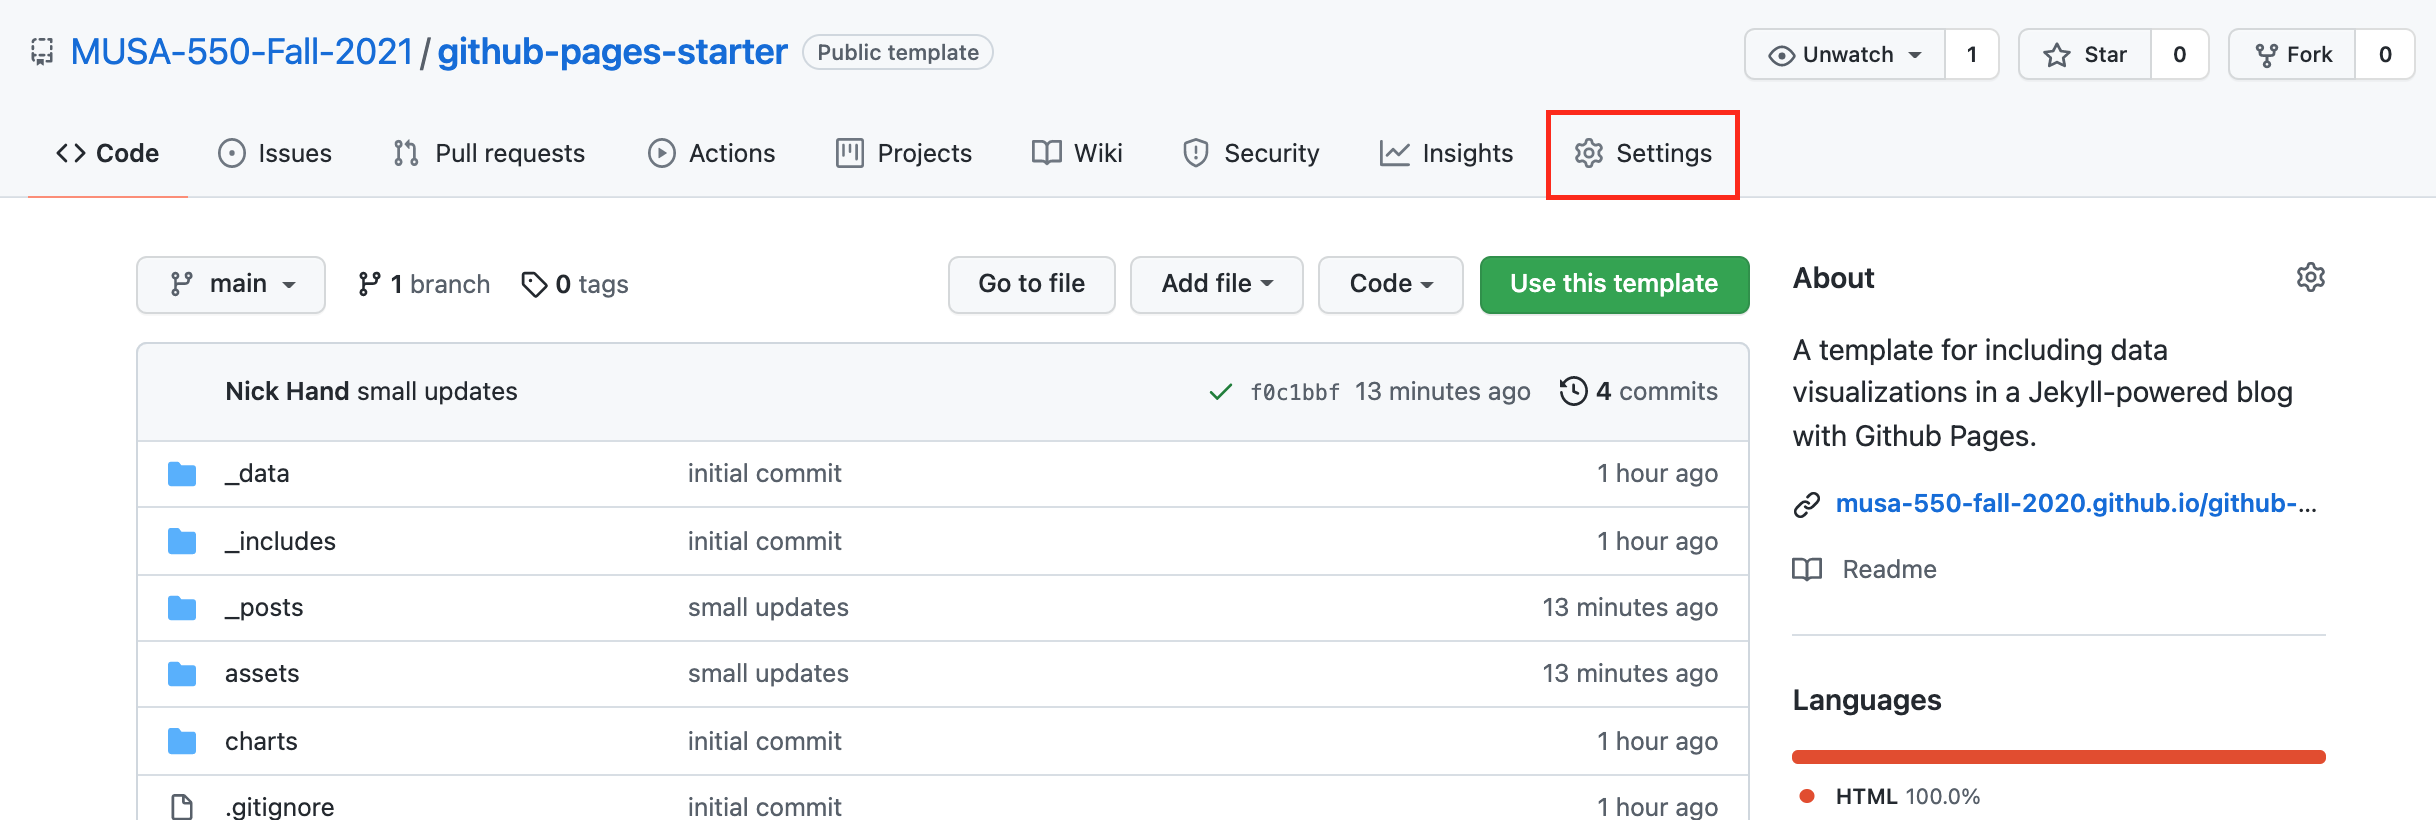 MUSA-550-Fall-2021 / github-pages-starter Public template Unwatch 1 Star 0 Fork 0
Code Issues Pull requests Actions Projects Wiki Security Insights Settings
main 1 branch 0 tags Go to file Add file Code Use this template
Nick Hand small updates f0c1bbf 13 minutes ago 4 commits
_data initial commit 1 hour ago
_includes initial commit 1 hour ago
_posts small updates 13 minutes ago
assets small updates 13 minutes ago
charts initial commit 1 hour ago
.gitignore initial commit 1 hour ago
About
A template for including data
visualizations in a Jekyll-powered blog
with Github Pages.
musa-550-fall-2020.github.io/github-...
Readme
Languages
HTML 100.0%